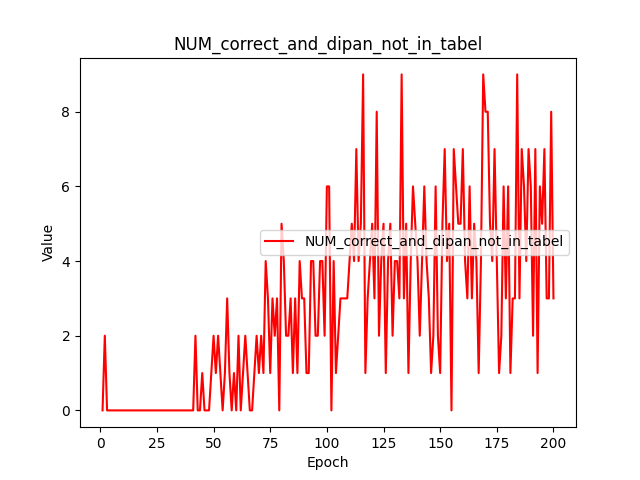 NUM_correct_and_dipan_not_in_tabel
Value
8
6
4
2
0
NUM_correct_and_dipan_not_in_tabel
0 25 50 75 100 125 150 175 200
Epoch